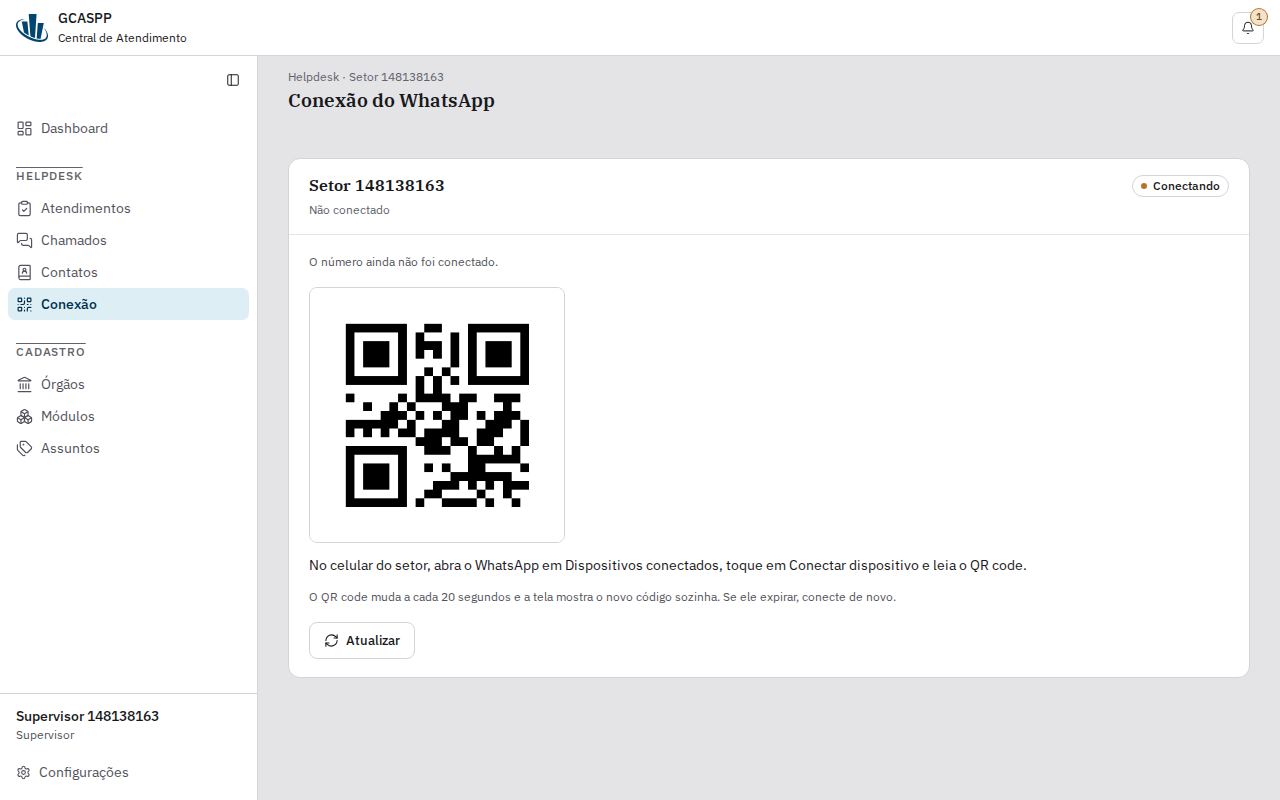 GCASPP
Central de Atendimento
1
Dashboard
HELPDESK
Atendimentos
Chamados
Contatos
Conexão
CADASTRO
Órgãos
Módulos
Assuntos
Supervisor 148138163
Supervisor
Configurações
Helpdesk · Setor 148138163
Conexão do WhatsApp
Setor 148138163
Conectando
Não conectado
O número ainda não foi conectado.
No celular do setor, abra o WhatsApp em Dispositivos conectados, toque em Conectar dispositivo e leia o QR code.
O QR code muda a cada 20 segundos e a tela mostra o novo código sozinha. Se ele expirar, conecte de novo.
Atualizar